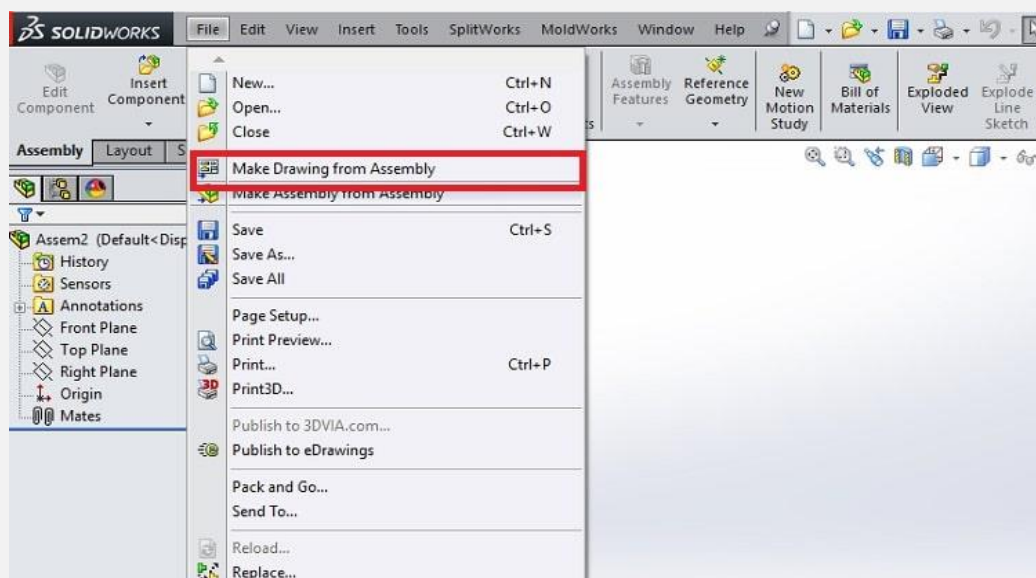 SOLIDWORKS File Edit View Insert Tools SplitWorks MoldWorks Window Help
Edit Component
Insert Component
Assembly Features
Reference Geometry
New Motion Study
Bill of Materials
Exploded View
Explode Line Sketch
Assembly Layout S
Assem2 (Default<Disp
History
Sensors
Annotations
Front Plane
Top Plane
Right Plane
Origin
Mates
New... Ctrl+N
Open... Ctrl+O
Close Ctrl+W
Make Drawing from Assembly
Make Assembly from Assembly
Save Ctrl+S
Save As...
Save All
Page Setup...
Print Preview...
Print... Ctrl+P
Print3D...
Publish to 3DVIA.com...
Publish to eDrawings
Pack and Go...
Send To...
Reload...
Replace...